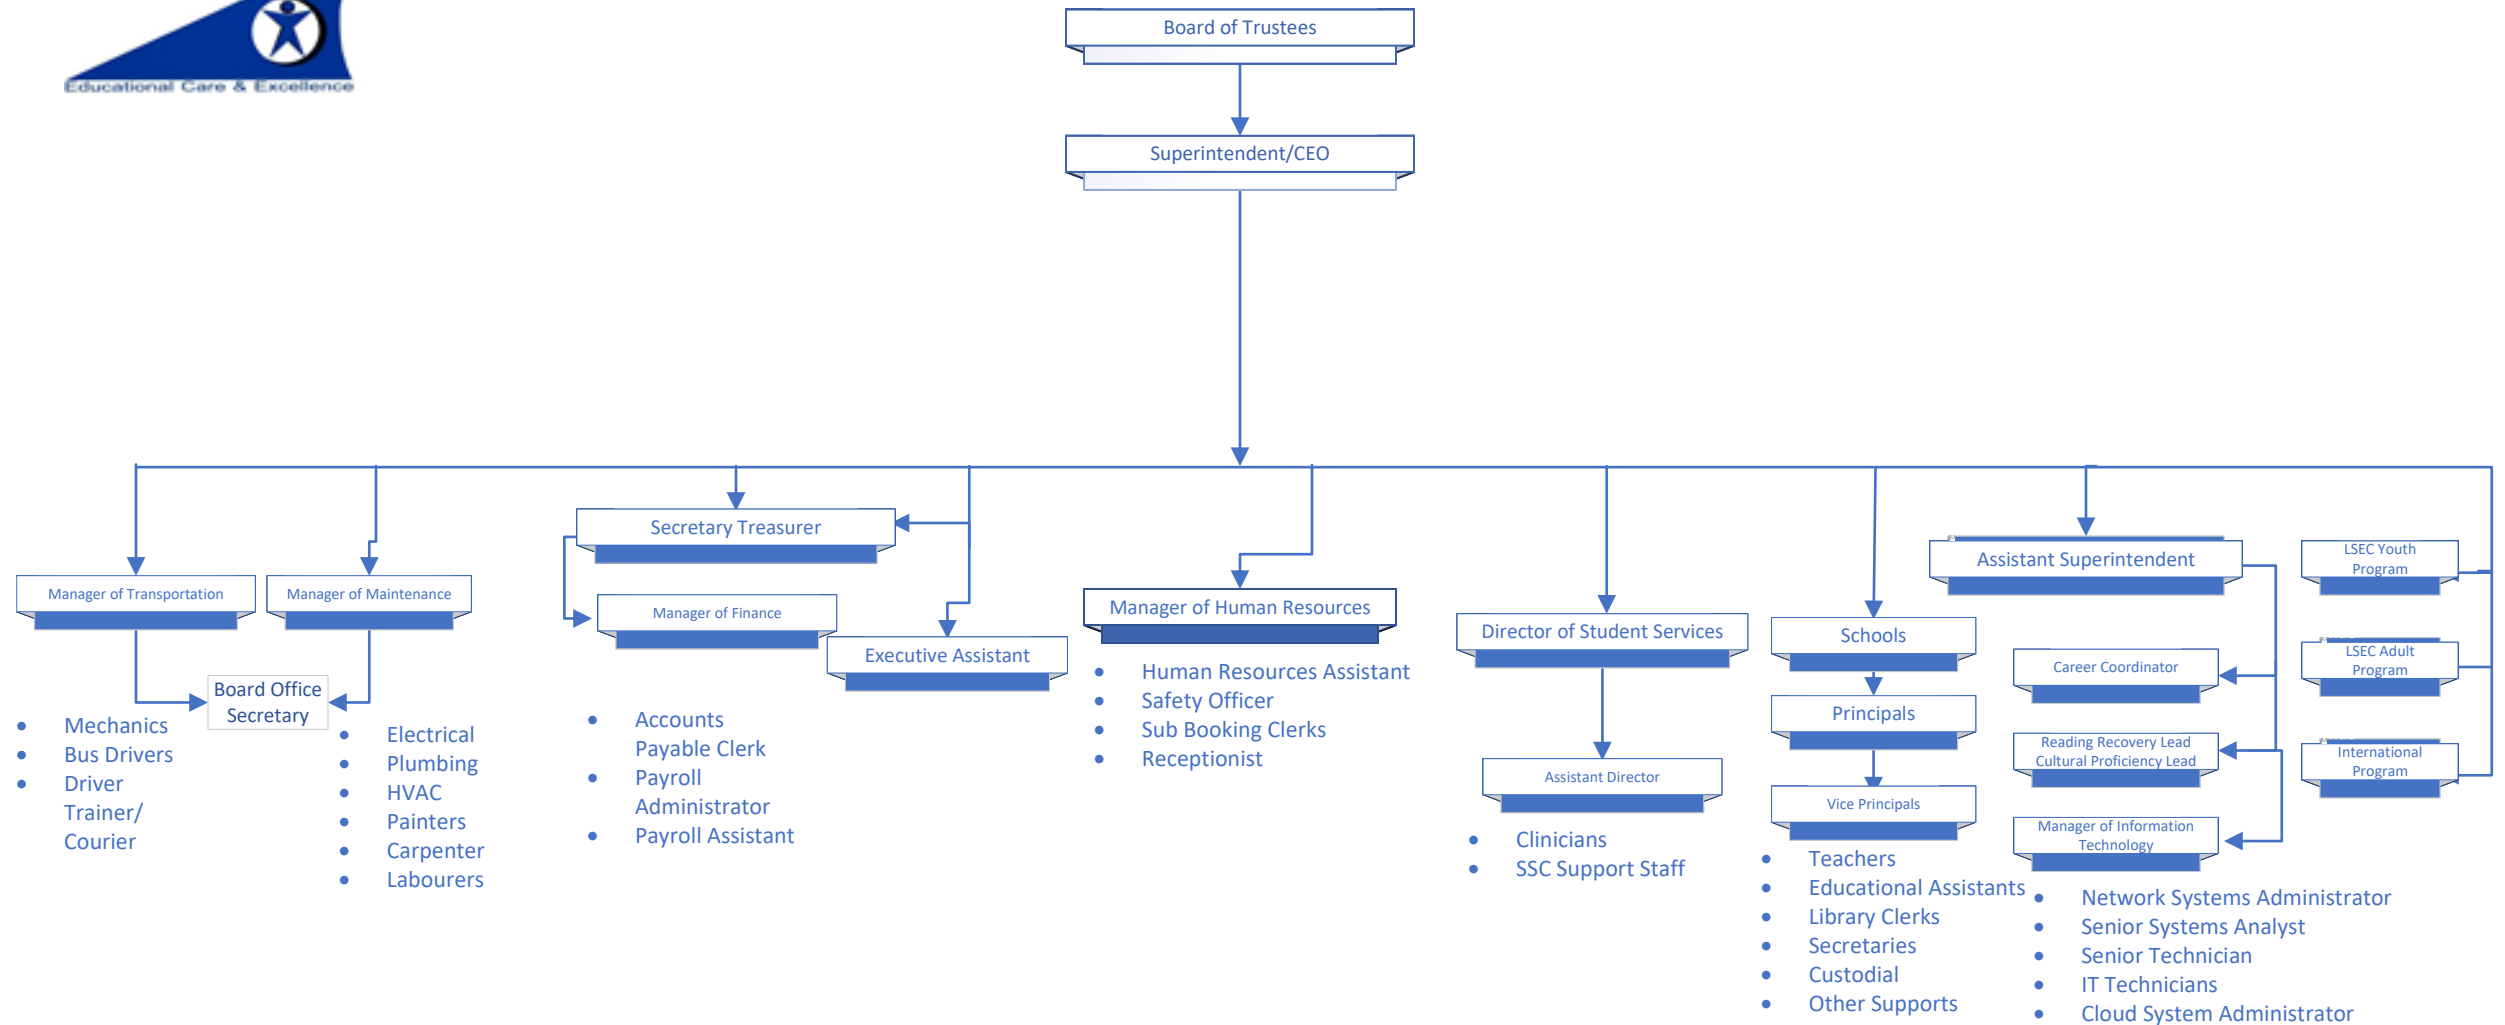 Educational Care & Excellence
Board of Trustees
Superintendent/CEO
Manager of Transportation
Manager of Maintenance
Board Office
Secretary
• Mechanics
• Bus Drivers
• Driver
Trainer/
Courier
• Electrical
• Plumbing
• HVAC
• Painters
• Carpenter
• Labourers
Secretary Treasurer
Manager of Finance
Executive Assistant
• Accounts
Payable Clerk
• Payroll
Administrator
• Payroll Assistant
Manager of Human Resources
• Human Resources Assistant
• Safety Officer
• Sub Booking Clerks
• Receptionist
Director of Student Services
Assistant Director
• Clinicians
• SSC Support Staff
Schools
Principals
Vice Principals
• Teachers
• Educational Assistants
• Library Clerks
• Secretaries
• Custodial
• Other Supports
Assistant Superintendent
Career Coordinator
Reading Recovery Lead
Cultural Proficiency Lead
Manager of Information
Technology
• Network Systems Administrator
• Senior Systems Analyst
• Senior Technician
• IT Technicians
• Cloud System Administrator
LSEC Youth
Program
LSEC Adult
Program
International
Program